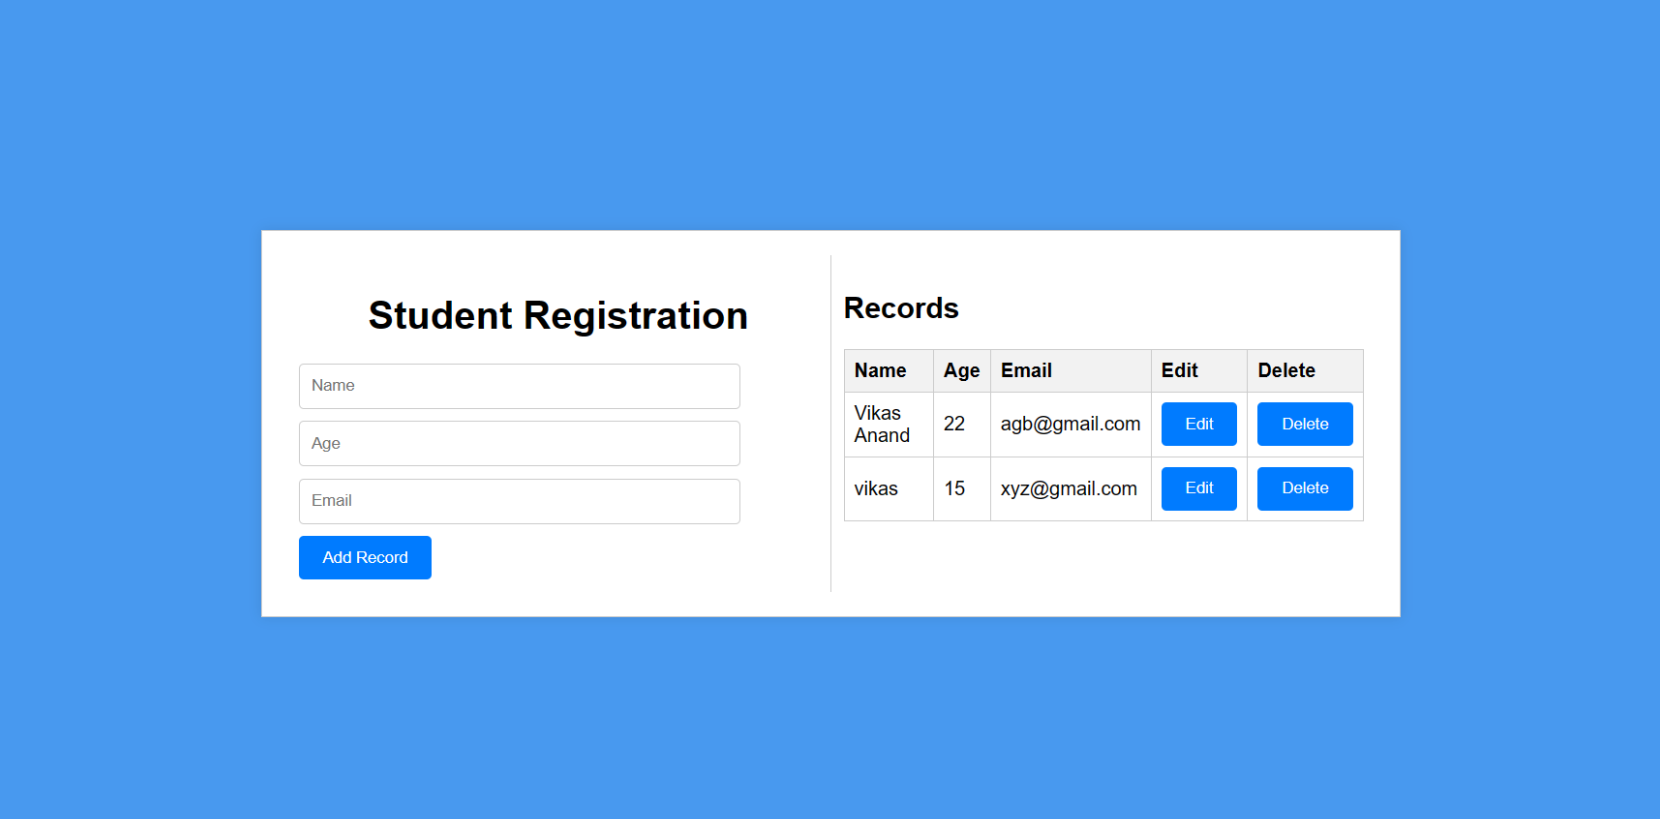 Student Registration
Name
Age
Email
Add Record
Records
Name Age Email Edit Delete
Vikas
Anand 22 agb@gmail.com Edit Delete
vikas 15 xyz@gmail.com Edit Delete